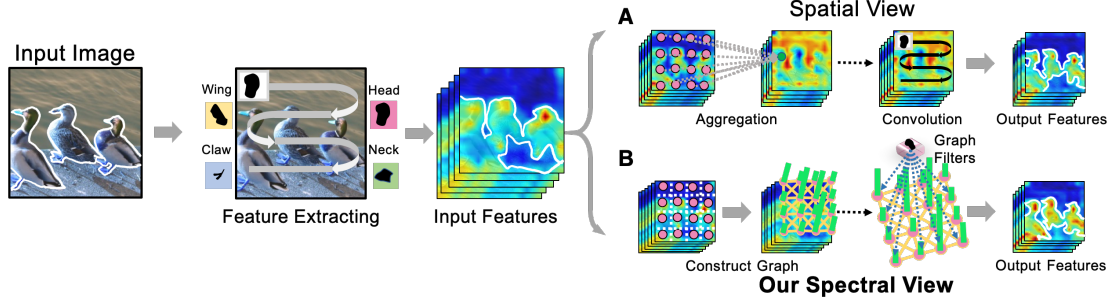 Input Image
Wing
Claw
Head
Neck
Feature Extracting
Input Features
A
Spatial View
Aggregation
Convolution
Output Features
B
Graph
Filters
Construct Graph
Output Features
Our Spectral View